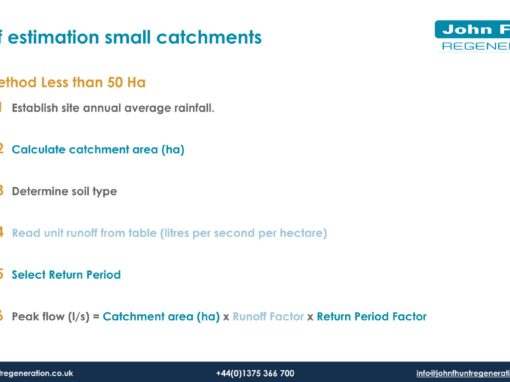 f estimation small catchments
John F
REGENE
ethod Less than 50 Ha
1 Establish site annual average rainfall.
2 Calculate catchment area (ha)
3 Determine soil type
4 Read unit runoff from table (litres per second per hectare)
5 Select Return Period
6 Peak flow (l/s) = Catchment area (ha) x Runoff Factor x Return Period Factor
tregeneration.co.uk +44(0)1375 366 700 info@johnfhuntregenerati